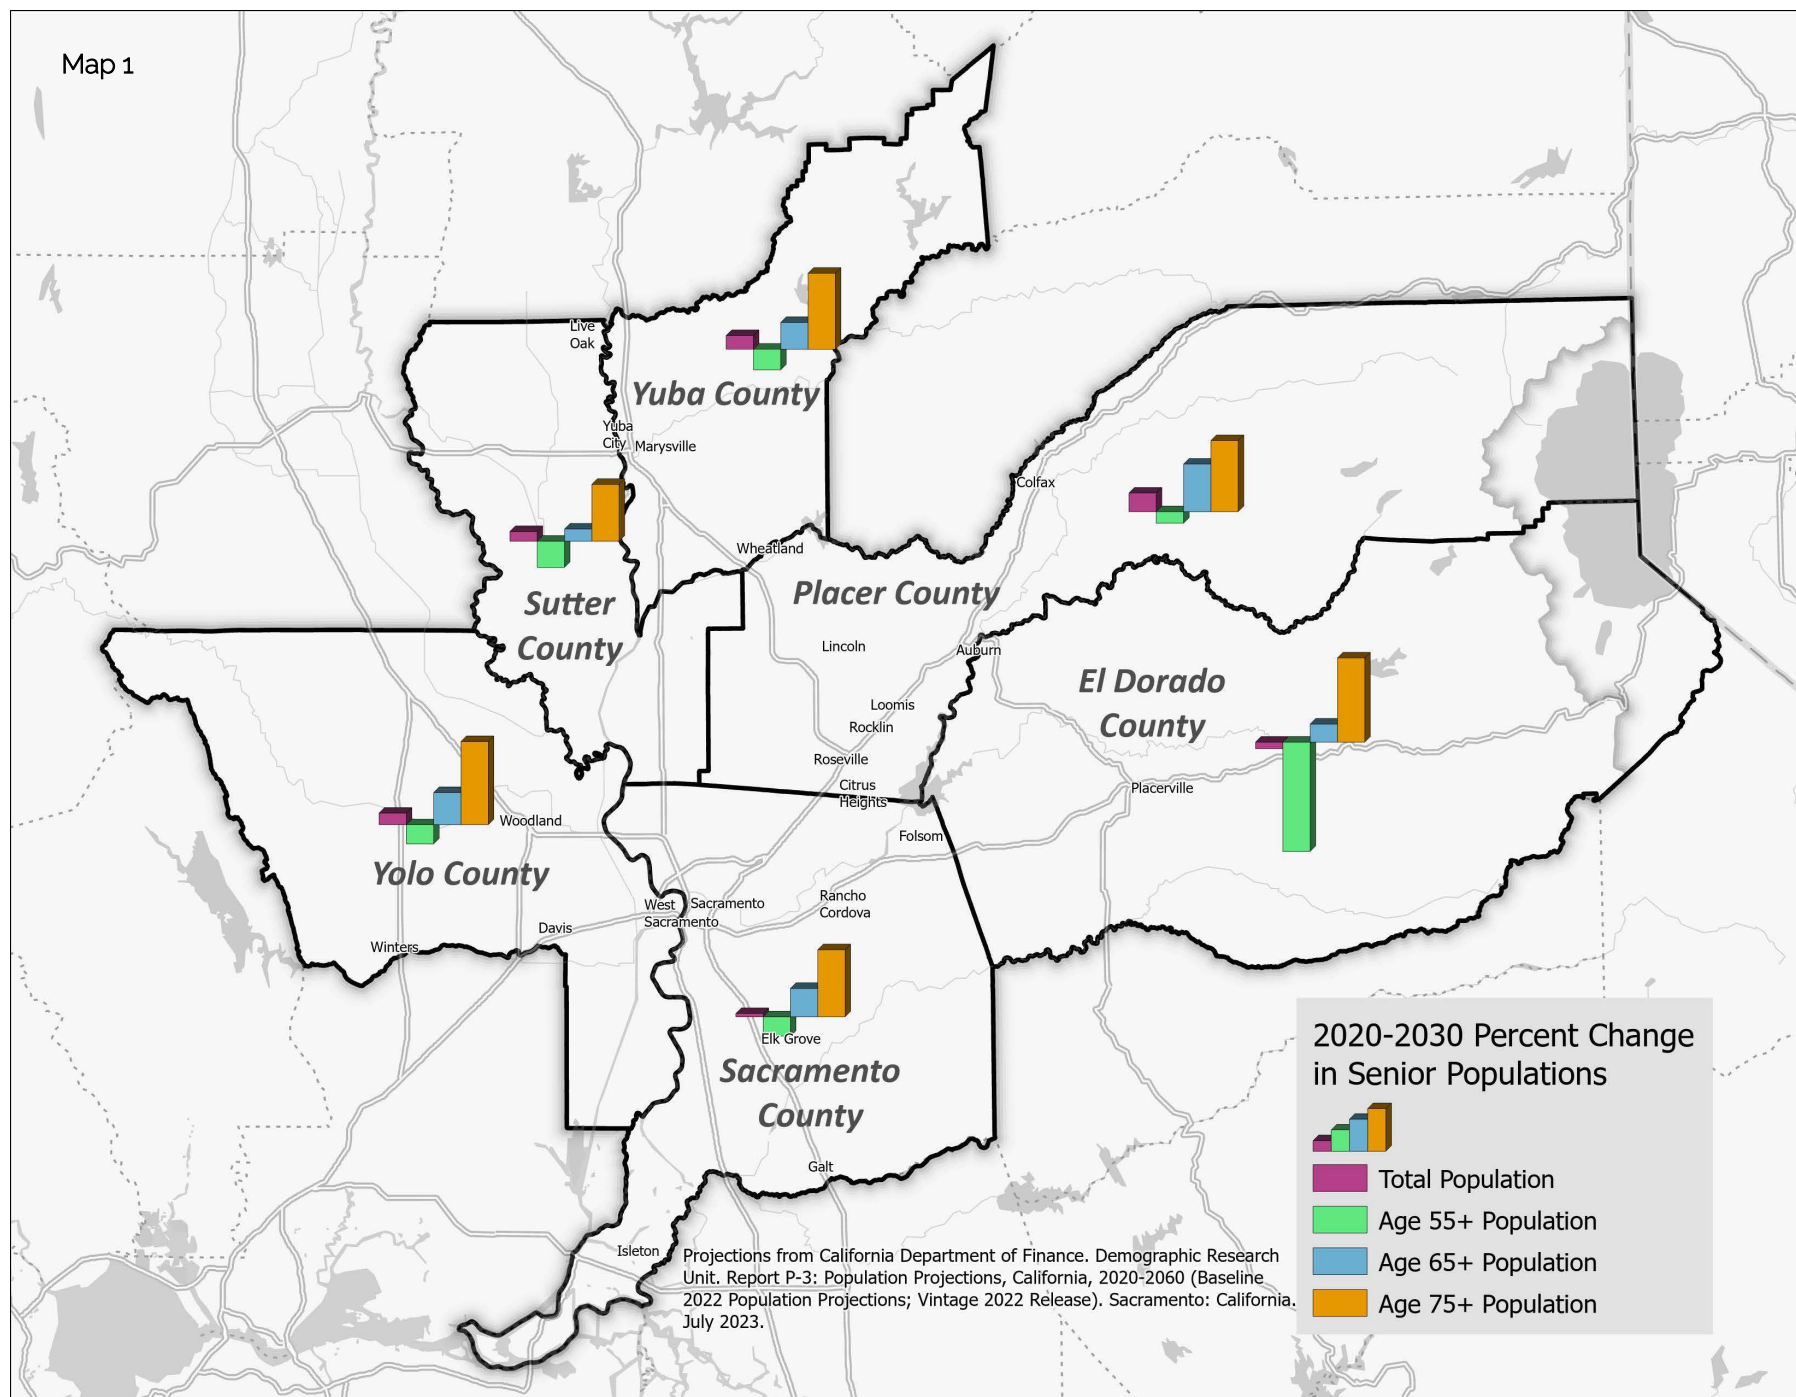 Map 1
Live
Oak
Yuba County
Yuba
City
Marysville
Colfax
Wheatland
Placer County
Sutter
County
Lincoln
Auburn
El Dorado
County
Loomis
Rocklin
Roseville
Citrus
Heights
Placerville
Woodland
Folsom
Yolo County
Rancho
Cordova
West
Sacramento
Sacramento
Davis
Winters
Elk Grove
Sacramento
County
Galt
Isleton
2020-2030 Percent Change
in Senior Populations
Total Population
Age 55+ Population
Age 65+ Population
Age 75+ Population
Projections from California Department of Finance. Demographic Research
Unit. Report P-3: Population Projections, California, 2020-2060 (Baseline
2022 Population Projections; Vintage 2022 Release). Sacramento: California.
July 2023.